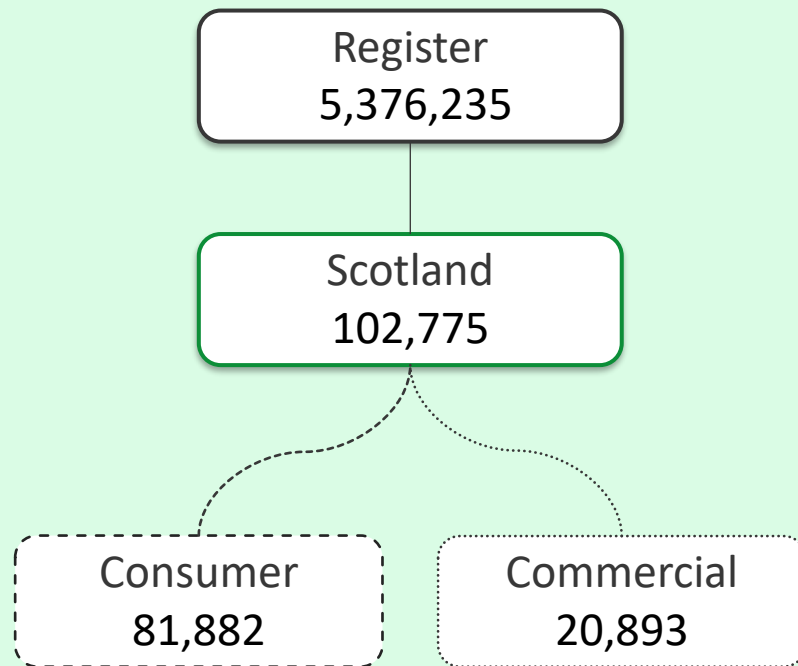 Register
5,376,235
Scotland
102,775
Consumer
81,882
Commercial
20,893